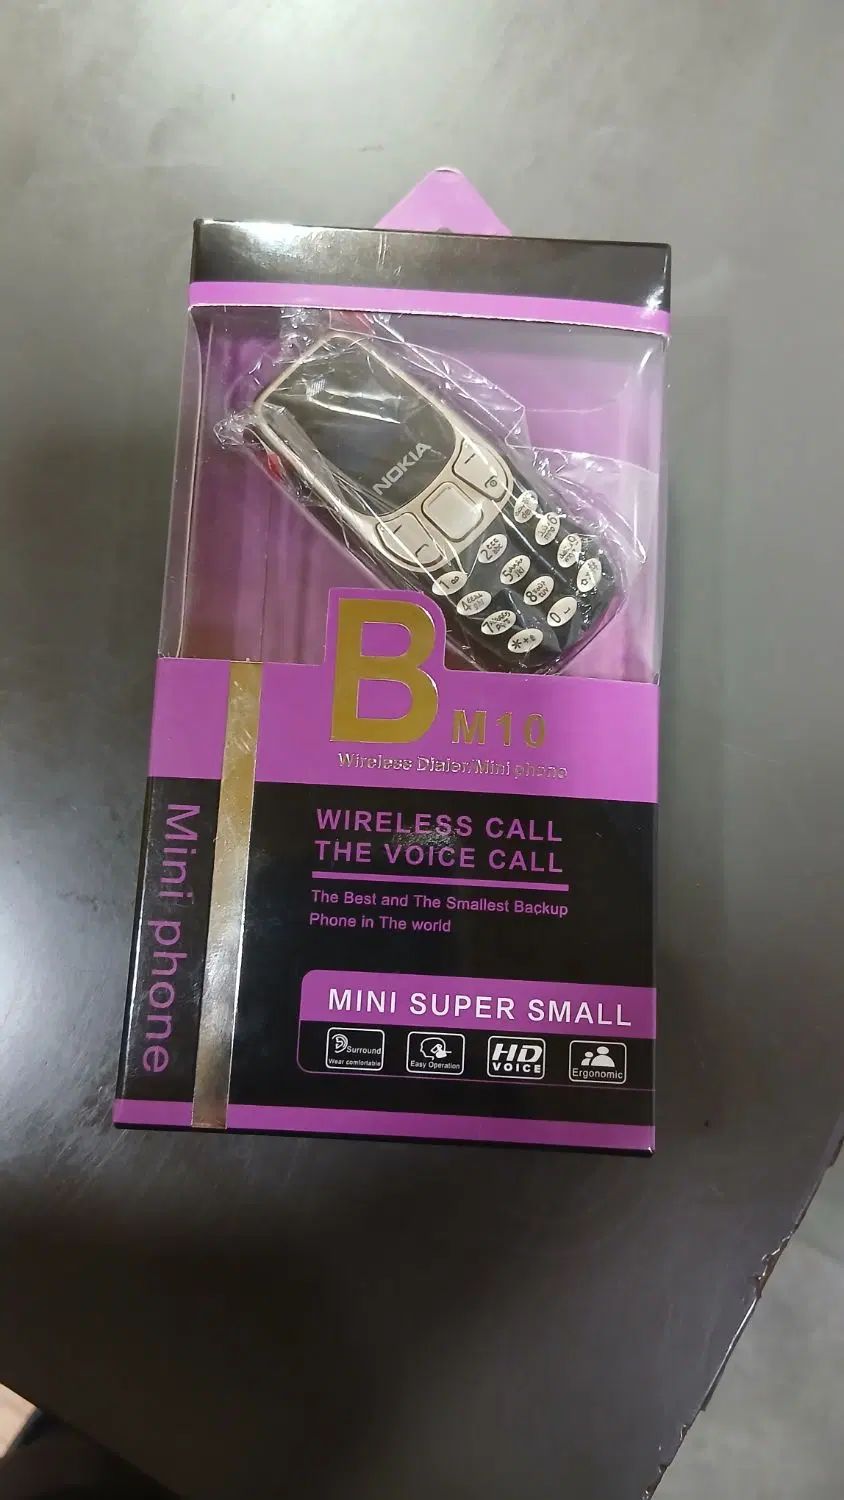 NOKIA
B
M10
Wireless Dialer/Mini phone
WIRELESS CALL
THE VOICE CALL
The Best and The Smallest Backup
Phone in The world
MINI SUPER SMALL
Surround
Wear comfortable
Easy Operation
HD
VOICE
Ergonomic
Mini phone